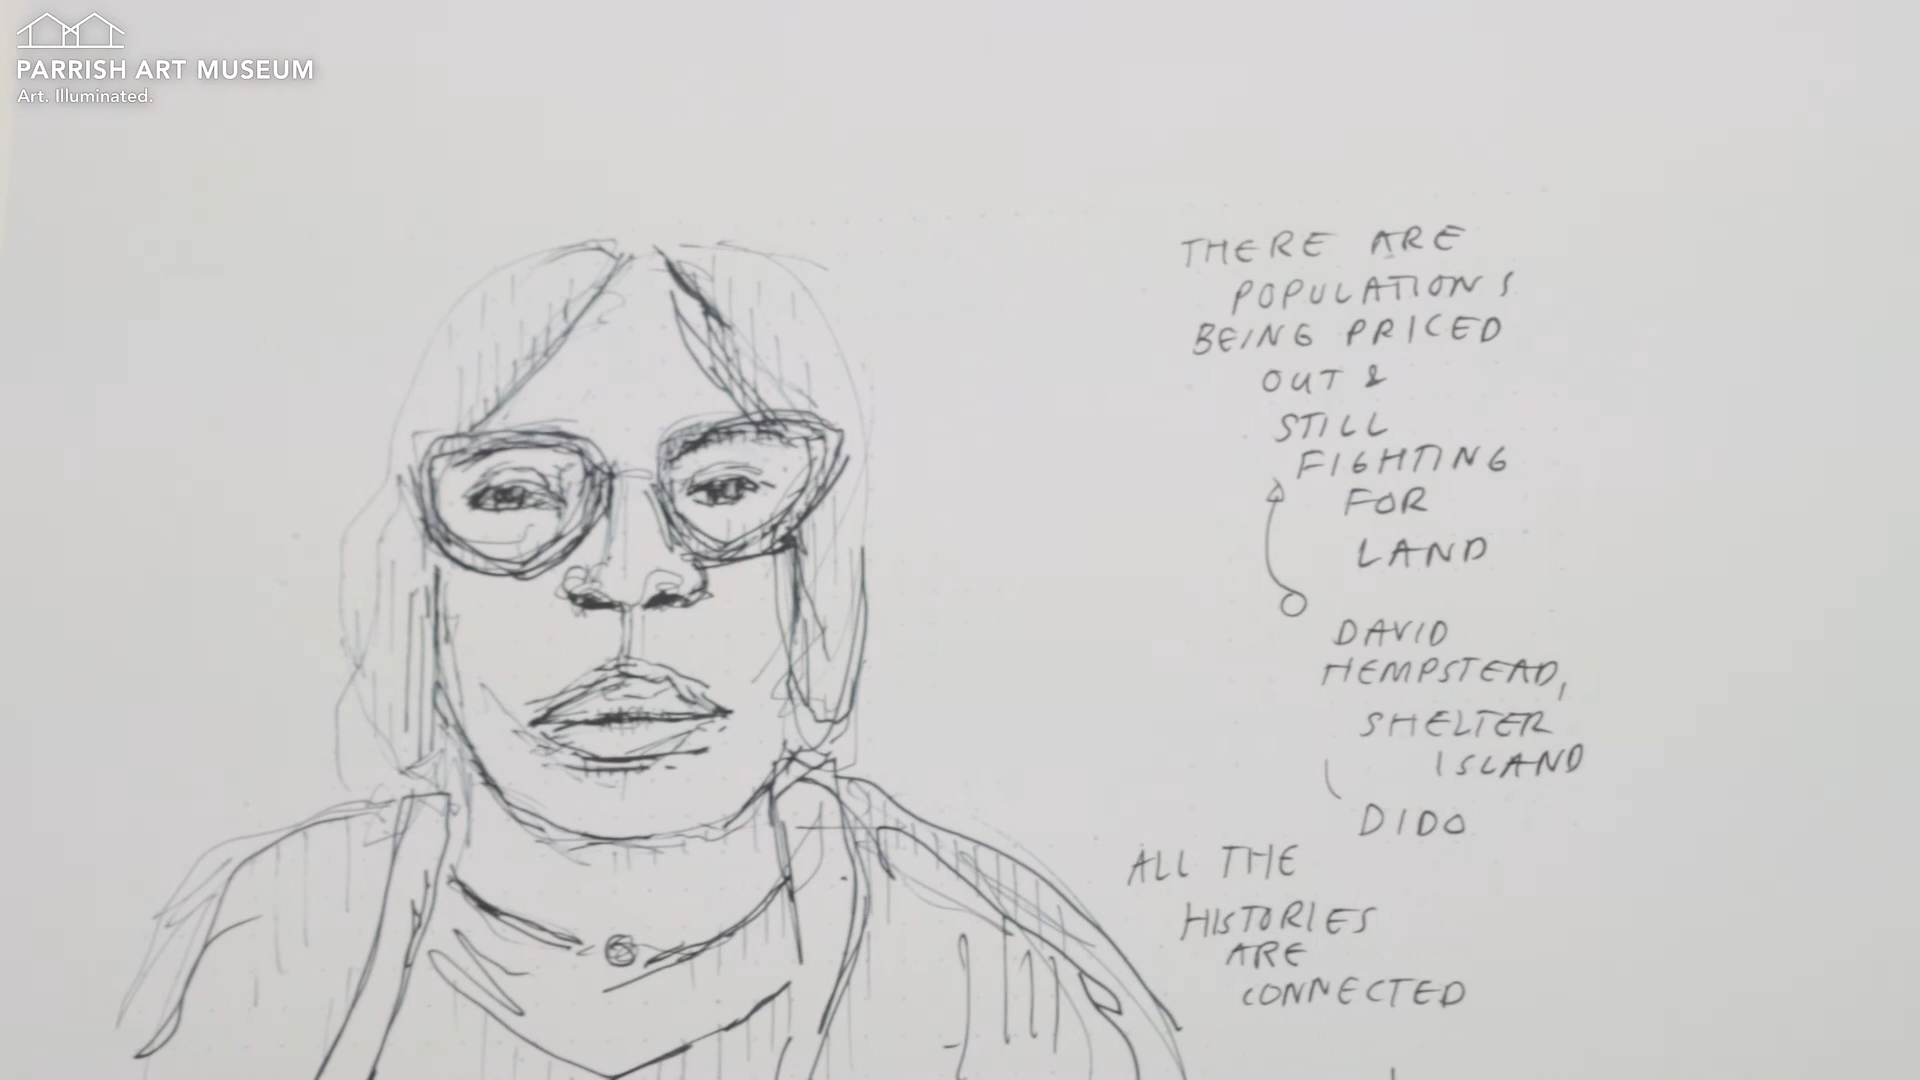 PARRISH ART MUSEUM
Art. Illuminated.
THERE ARE
POPULATIONS
BEING PRICED
OUT &
STILL
FIGHTING
FOR
LAND
DAVID
HEMPSTEAD,
SHELTER
ISLAND
DIDO
ALL THE
HISTORIES
ARE
CONNECTED